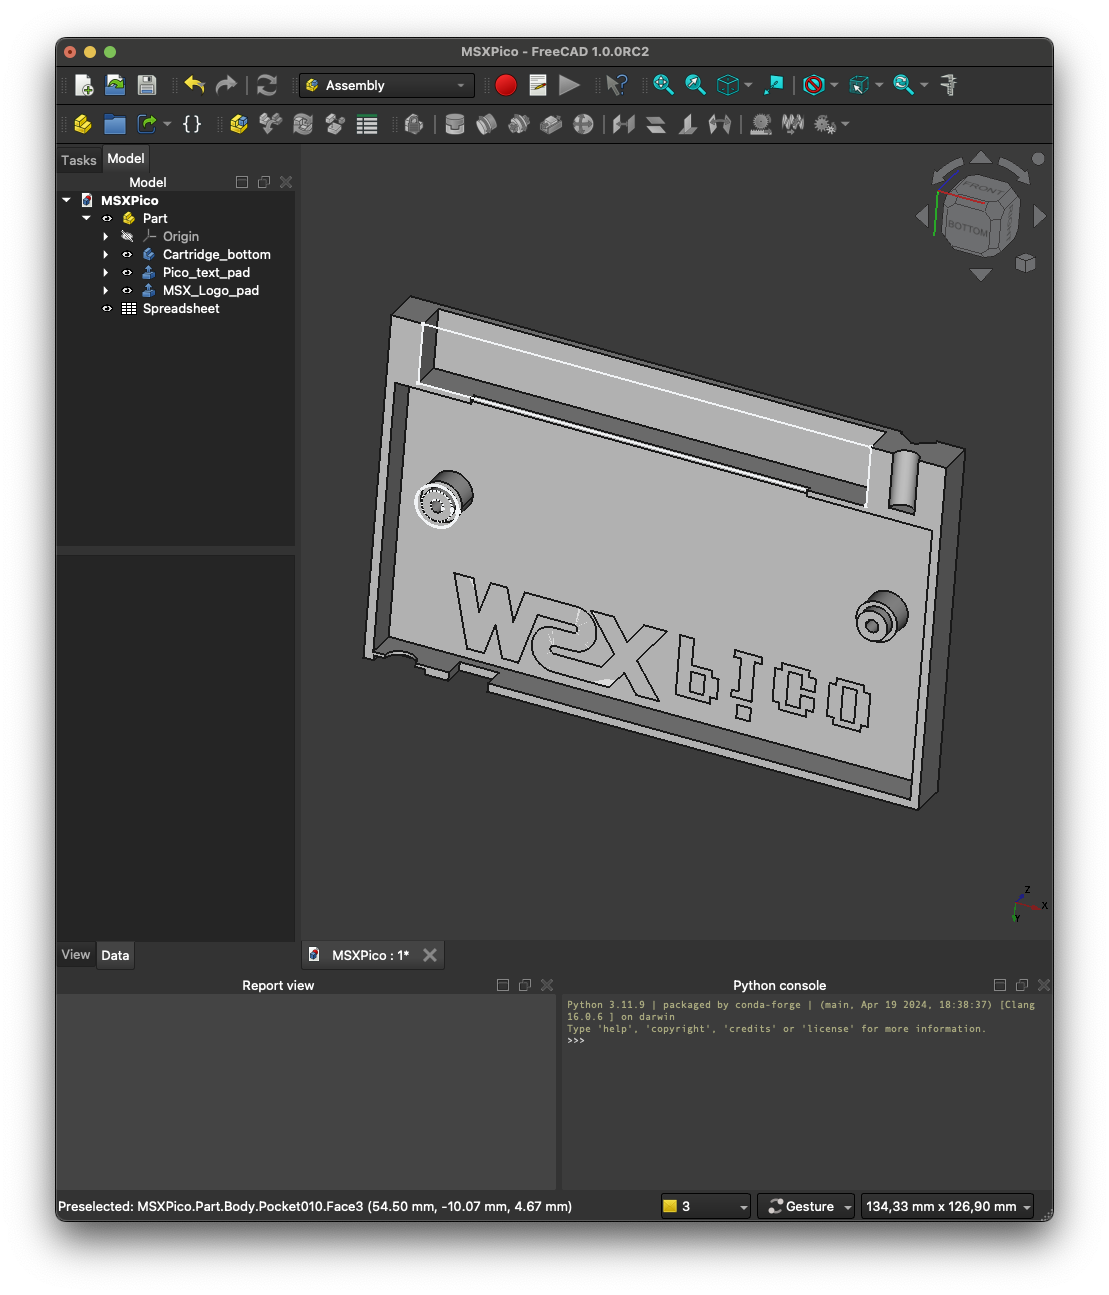 MSXPico - FreeCAD 1.0.0RC2
Assembly
Tasks
Model
Model
MSXPico
Part
Origin
Cartridge_bottom
Pico_text_pad
MSX_Logo_pad
Spreadsheet
FRONT
BOTTOM
MSX pico
Z
X
Y
View
Data
MSXPico : 1*
Report view
Python console
Python 3.11.9 | packaged by conda-forge | (main, Apr 19 2024, 18:38:37) [Clang
16.0.6 ] on darwin
Type 'help', 'copyright', 'credits' or 'license' for more information.
>>>
Preselected: MSXPico.Part.Body.Pocket010.Face3 (54.50 mm, -10.07 mm, 4.67 mm)
3
Gesture
134,33 mm x 126,90 mm